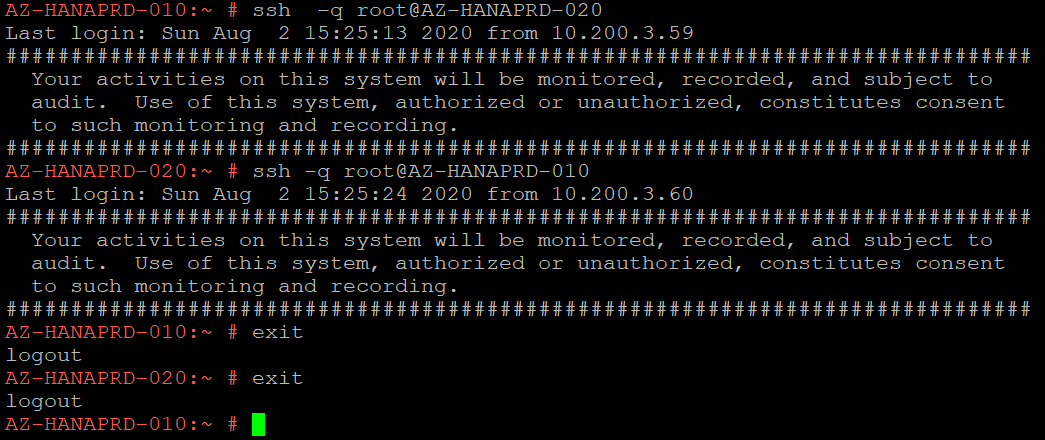 AZ-HANAPRD-010:~ # ssh  -q root@AZ-HANAPRD-020
Last login: Sun Aug  2 15:25:13 2020 from 10.200.3.59
###############################################################################
  Your activities on this system will be monitored, recorded, and subject to
  audit.  Use of this system, authorized or unauthorized, constitutes consent
  to such monitoring and recording.
###############################################################################
AZ-HANAPRD-020:~ # ssh -q root@AZ-HANAPRD-010
Last login: Sun Aug  2 15:25:24 2020 from 10.200.3.60
###############################################################################
  Your activities on this system will be monitored, recorded, and subject to
  audit.  Use of this system, authorized or unauthorized, constitutes consent
  to such monitoring and recording.
###############################################################################
AZ-HANAPRD-010:~ # exit
logout
AZ-HANAPRD-020:~ # exit
logout
AZ-HANAPRD-010:~ #